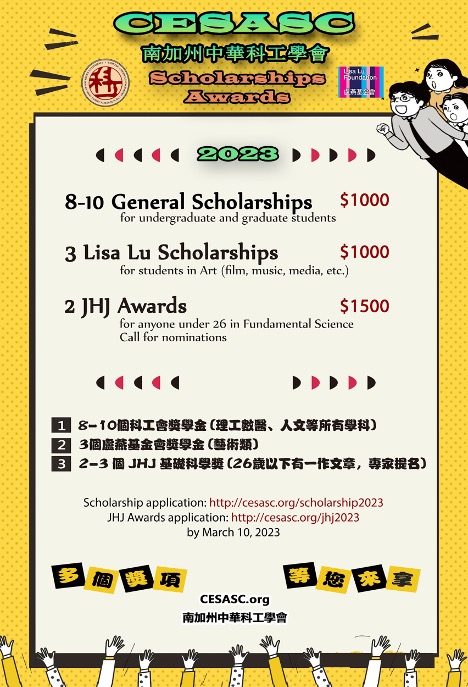 CESASC
南加州中華科工學會
Scholarships
Awards
科
Lisa Lu
Foundation
盧燕基金會
2023
8-10 General Scholarships $1000
for undergraduate and graduate students
3 Lisa Lu Scholarships $1000
for students in Art (film, music, media, etc.)
2 JHJ Awards $1500
for anyone under 26 in Fundamental Science
Call for nominations
1 8-10個科工會獎學金 (理工數醫、人文等所有學科)
2 3個盧燕基金會獎學金 (藝術類)
3 2-3 個 JHJ 基礎科學獎 (26歲以下有一作文章, 專家提名)
Scholarship application: http://cesasc.org/scholarship2023
JHJ Awards application: http://cesasc.org/jhj2023
by March 10, 2023
多個獎項 等您來拿
CESASC.org
南加州中華科工學會